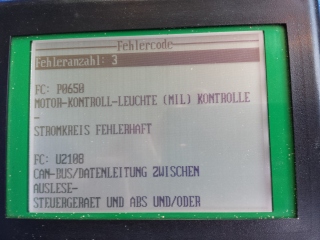 Fehlercode
Fehleranzahl: 3
FC: P0650
MOTOR-KONTROLL-LEUCHTE (MIL) KONTROLLE
-
STROMKREIS FEHLERHAFT
FC: U2108
CAN-BUS/DATENLEITUNG ZWISCHEN
AUSLESE-
STEUERGERAET UND ABS UND/ODER